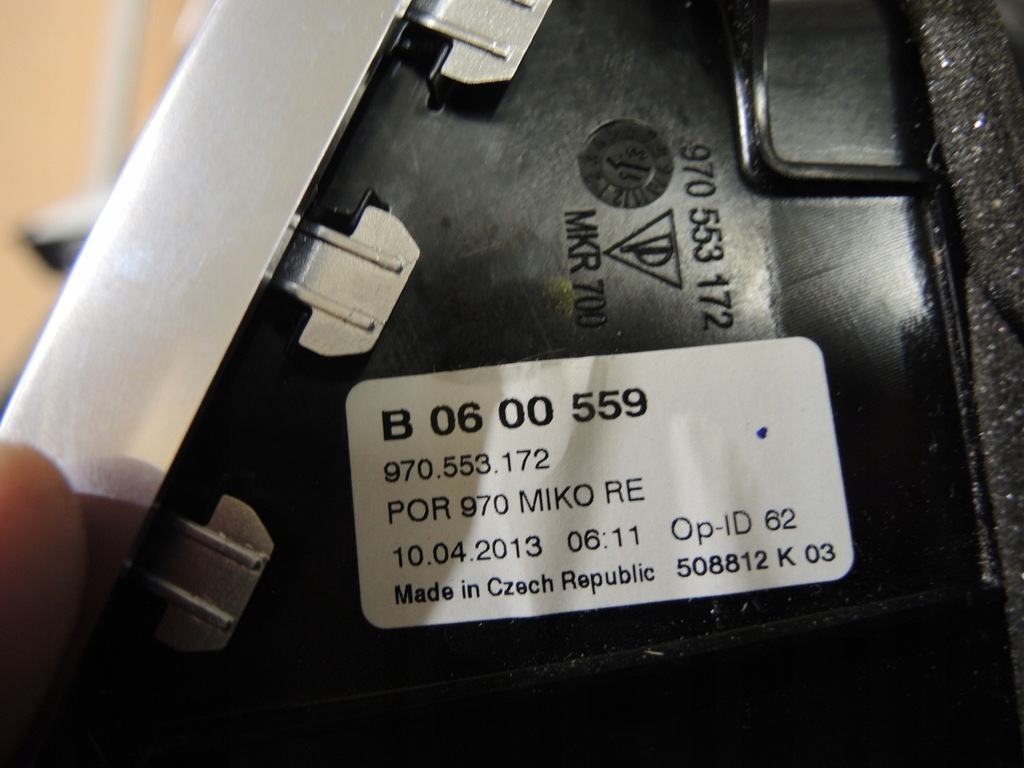 970 553 172
MKR 700
B 06 00 559
970.553.172
POR 970 MIKO RE
10.04.2013 06:11 Op-ID 62
Made in Czech Republic 508812 K 03